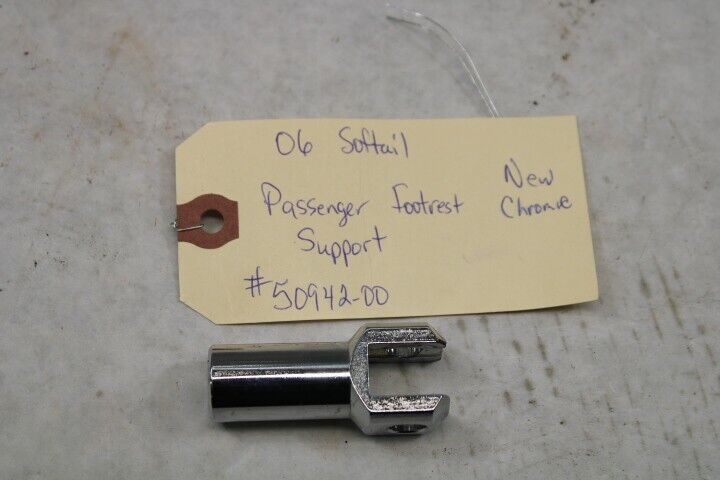 06 Softail
Passenger footrest
Support
#50942-00
New
Chrome